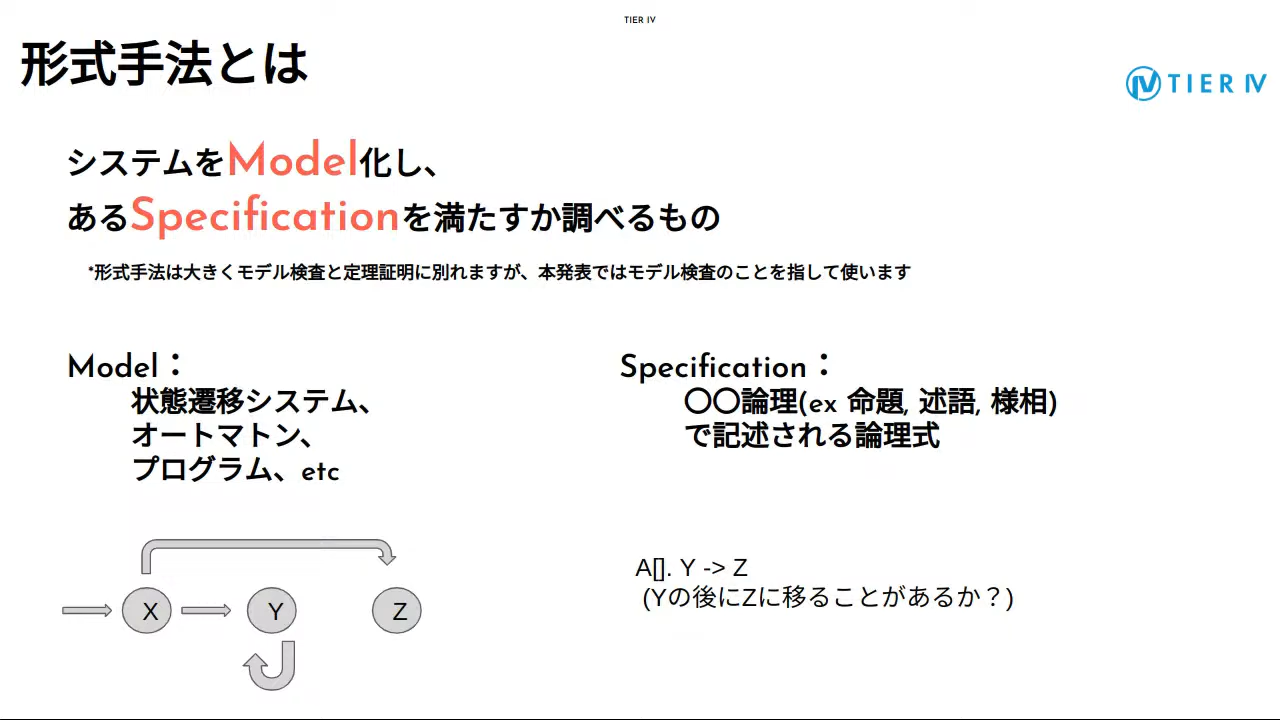 TIER IV
形式手法とは
TIER IV
システムをModel化し、
あるSpecificationを満たすか調べるもの
*形式手法は大きくモデル検査と定理証明に別れますが、本発表ではモデル検査のことを指して使います
Model：
状態遷移システム、
オートマトン、
プログラム、etc
Specification：
〇〇論理(ex 命題, 述語, 様相)
で記述される論理式
X
Y
Z
A[]. Y -> Z
(Yの後にZに移ることがあるか？)